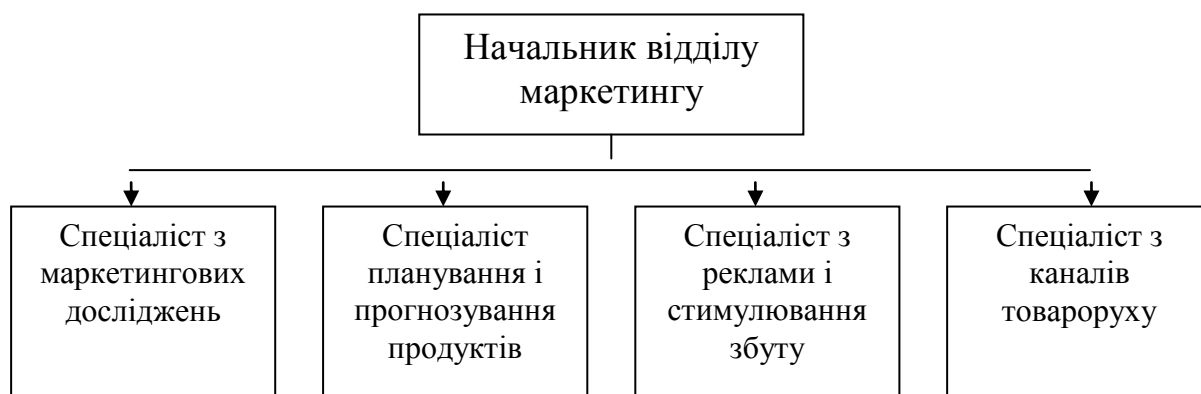 Начальник відділу
маркетингу
Спеціаліст з
маркетингових
досліджень
Спеціаліст
планування і
прогнозування
продуктів
Спеціаліст з
реклами і
стимулювання
збуту
Спеціаліст з
каналів
товароруху